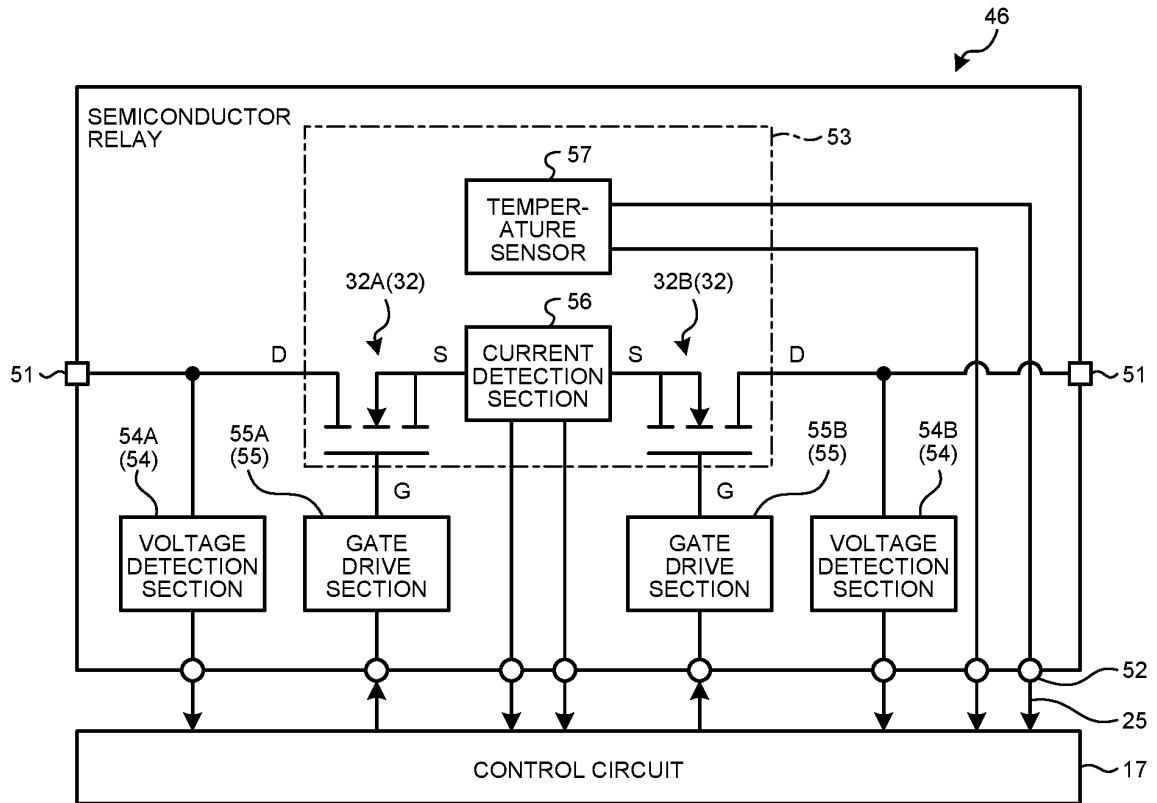 46
SEMICONDUCTOR
RELAY
53
57
TEMPER-
ATURE
SENSOR
32A(32)
56
32B(32)
51
D
S
CURRENT
DETECTION
SECTION
S
D
51
54A
(54)
55A
(55)
55B
(55)
54B
(54)
G
G
VOLTAGE
DETECTION
SECTION
GATE
DRIVE
SECTION
GATE
DRIVE
SECTION
VOLTAGE
DETECTION
SECTION
52
25
CONTROL CIRCUIT
17